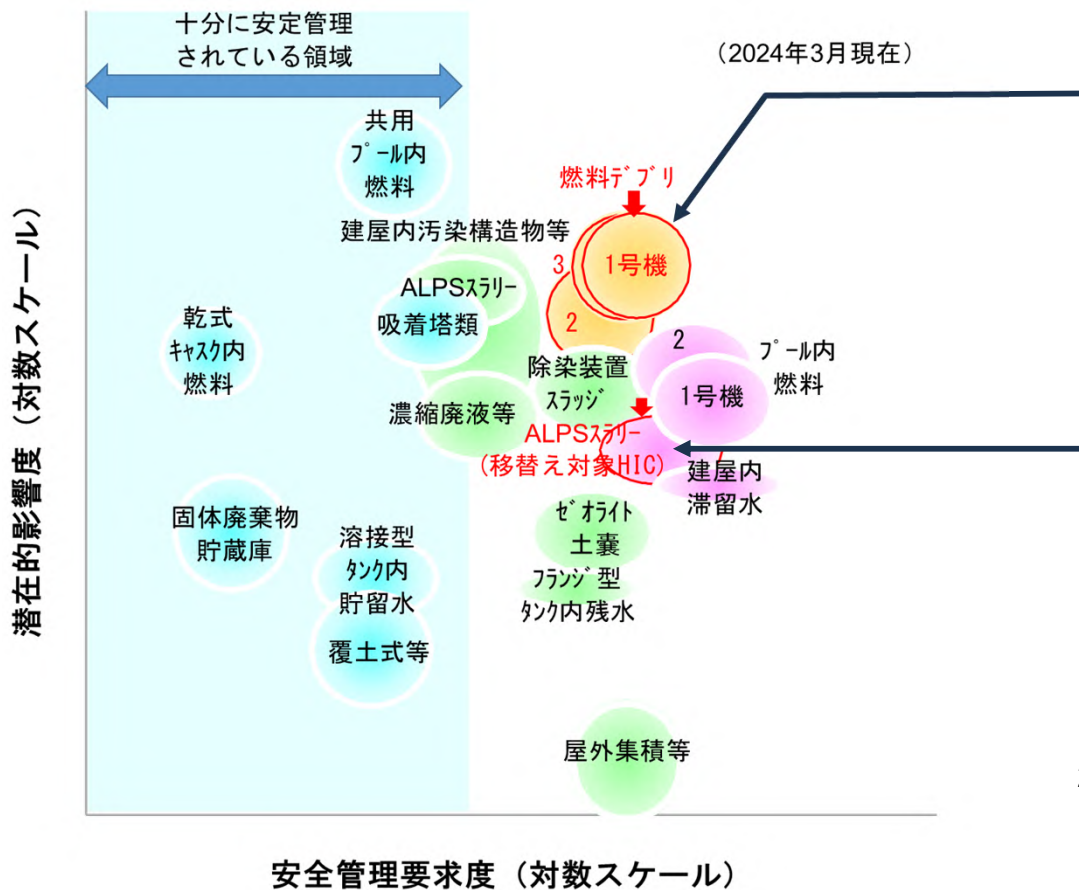 十分に安定管理
されている領域
（2024年3月現在）
共用
ﾌﾟｰﾙ内
燃料
燃料ﾃﾞﾌﾞﾘ
建屋内汚染構造物等
3
1号機
ALPSｽﾗﾘｰ
吸着塔類
2
乾式
ｷｬｽｸ内
燃料
除染装置
ｽﾗｯｼﾞ
2
ﾌﾟｰﾙ内
燃料
1号機
濃縮廃液等
ALPSｽﾗﾘｰ
(移替え対象HIC)
建屋内
滞留水
固体廃棄物
貯蔵庫
溶接型
ﾀﾝｸ内
貯留水
ｾﾞｵﾗｲﾄ
土嚢
ﾌﾗﾝｼﾞ型
ﾀﾝｸ内残水
覆土式等
屋外集積等
潜在的影響度（対数スケール）
安全管理要求度（対数スケール）